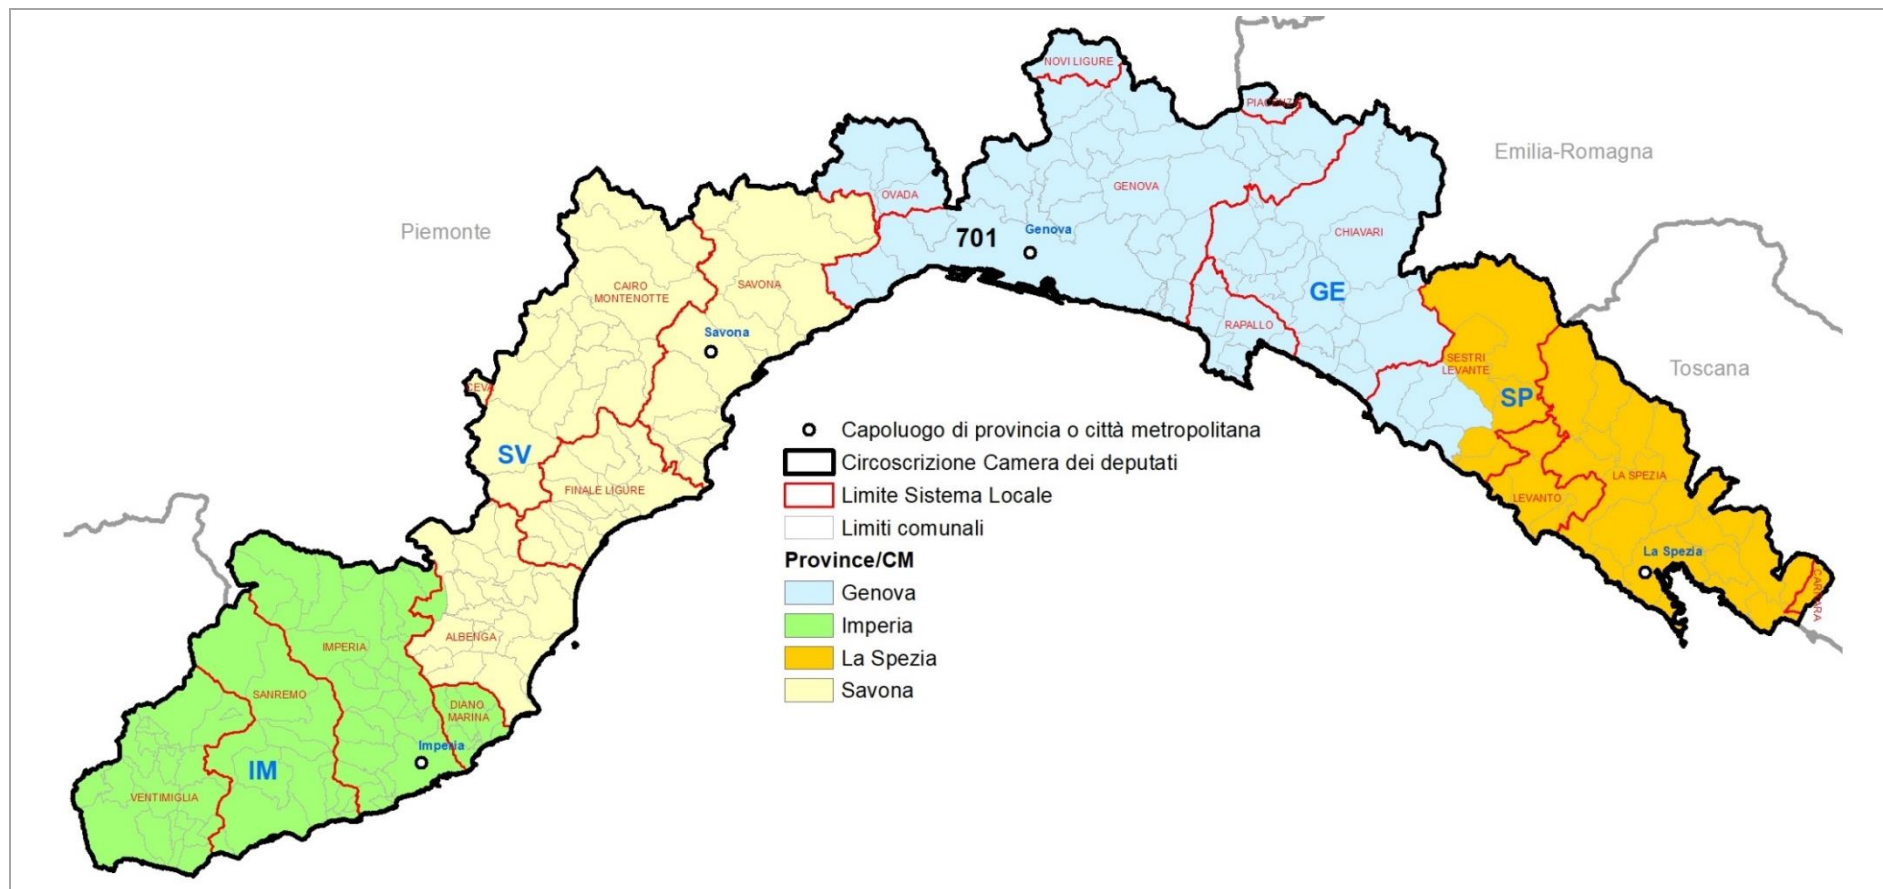 NOVI LIGURE
PIACENZA
Emilia-Romagna
OVADA
GENOVA
Piemonte
701
Genova
CHIAVARI
CAIRO
MONTENOTTE
SAVONA
GE
Savona
RAPALLO
SESTRI
LEVANTE
Toscana
CEVA
SP
SV
FINALE LIGURE
LEVANTO
LA SPEZIA
La Spezia
CARRARA
Capoluogo di provincia o città metropolitana
Circoscrizione Camera dei deputati
Limite Sistema Locale
Limiti comunali
Province/CM
Genova
Imperia
La Spezia
Savona
ALBENGA
IMPERIA
SANREMO
DIANO
MARINA
Imperia
IM
VENTIMIGLIA